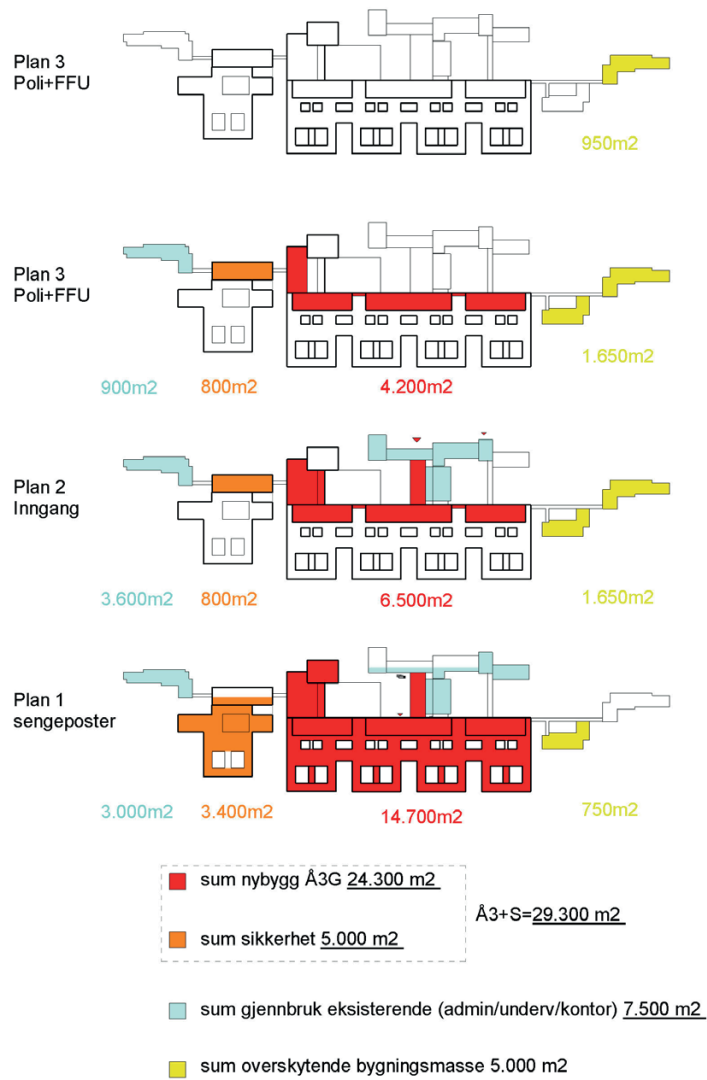 Plan 3
Poli+FFU
950m2
Plan 3
Poli+FFU
900m2
800m2
4.200m2
1.650m2
Plan 2
Inngang
3.600m2
800m2
6.500m2
1.650m2
Plan 1
sengeposter
3.000m2
3.400m2
14.700m2
750m2
sum nybygg Å3G 24.300 m2
Å3+S=29.300 m2
sum sikkerhet 5.000 m2
sum gjennbruk eksisterende (admin/underv/kontor) 7.500 m2
sum overskytende bygningsmasse 5.000 m2